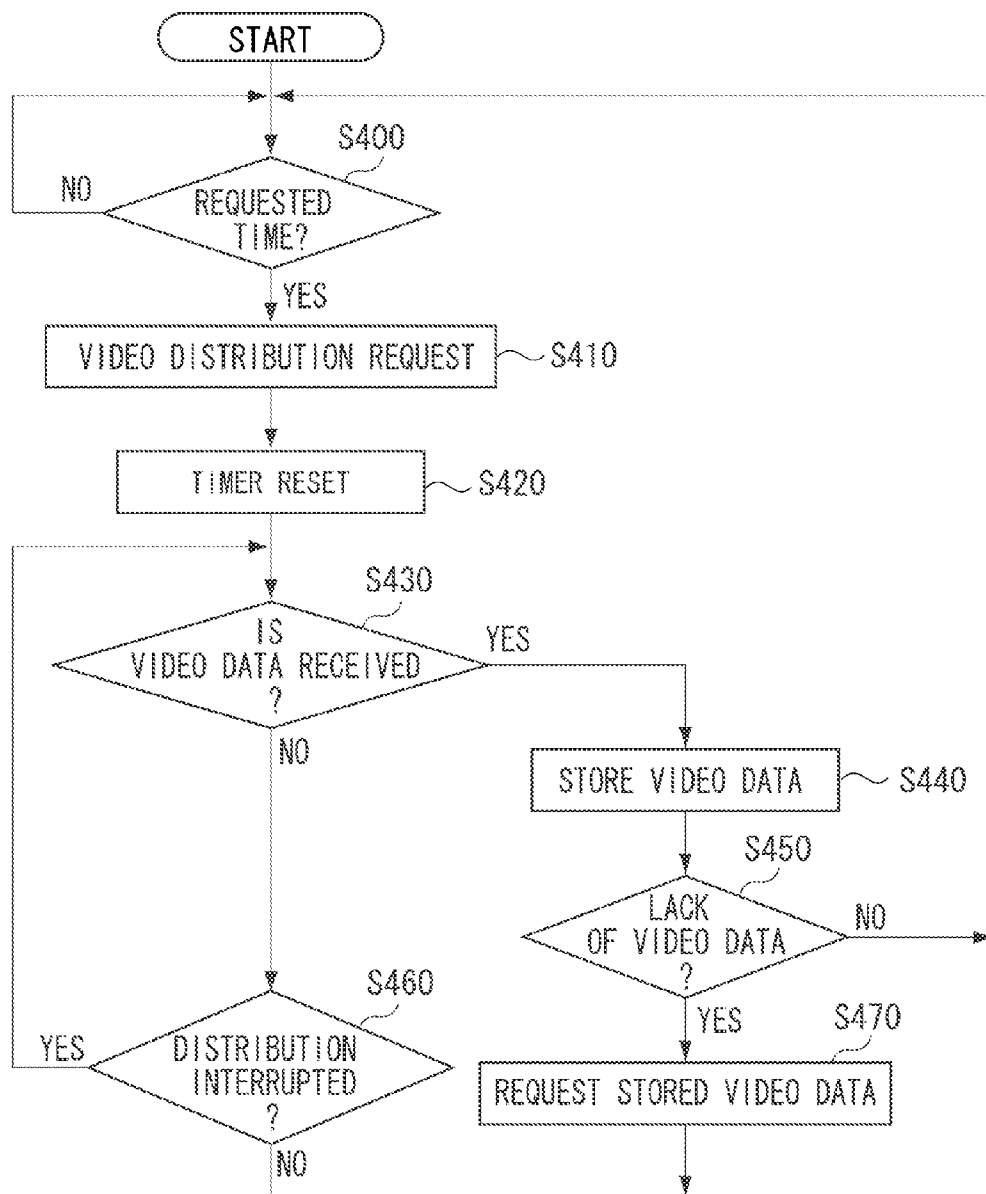 START
S400
NO
REQUESTED
TIME?
YES
VIDEO DISTRIBUTION REQUEST
S410
TIMER RESET
S420
S430
IS
VIDEO DATA RECEIVED
?
YES
NO
STORE VIDEO DATA
S440
S450
LACK
OF VIDEO DATA
?
NO
YES
S460
YES
DISTRIBUTION
INTERRUPTED
?
NO
S470
REQUEST STORED VIDEO DATA